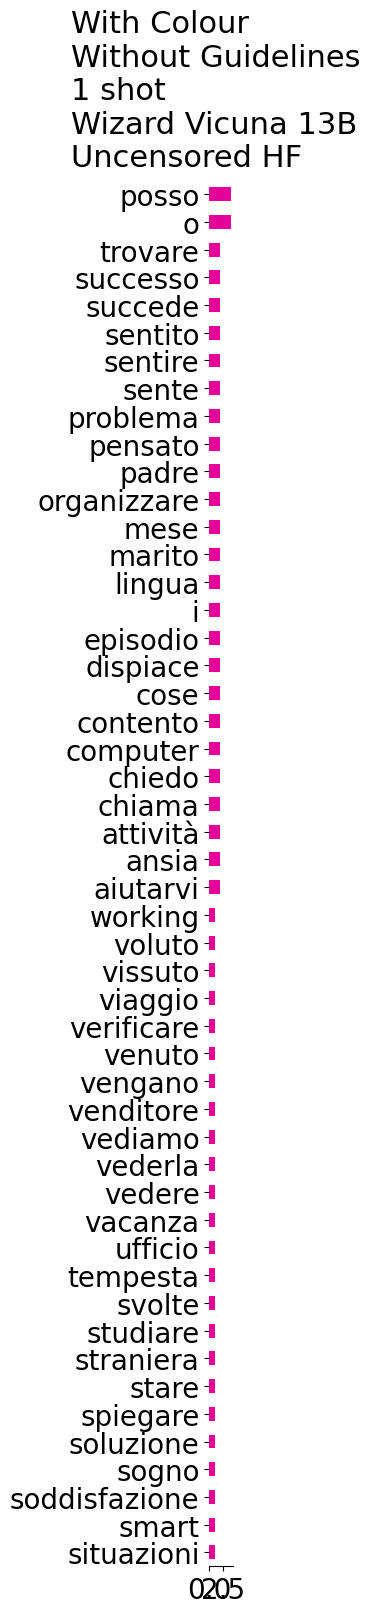 With Colour
Without Guidelines
1 shot
Wizard Vicuna 13B
Uncensored HF
posso
o
trovare
successo
succede
sentito
sentire
sente
problema
pensato
padre
organizzare
mese
marito
lingua
i
episodio
dispiace
cose
contento
computer
chiedo
chiama
attività
ansia
aiutarvi
working
voluto
vissuto
viaggio
verificare
venuto
vengano
venditore
vediamo
vederla
vedere
vacanza
ufficio
tempesta
svolte
studiare
straniera
stare
spiegare
soluzione
sogno
soddisfazione
smart
situazioni
0.0 2.5